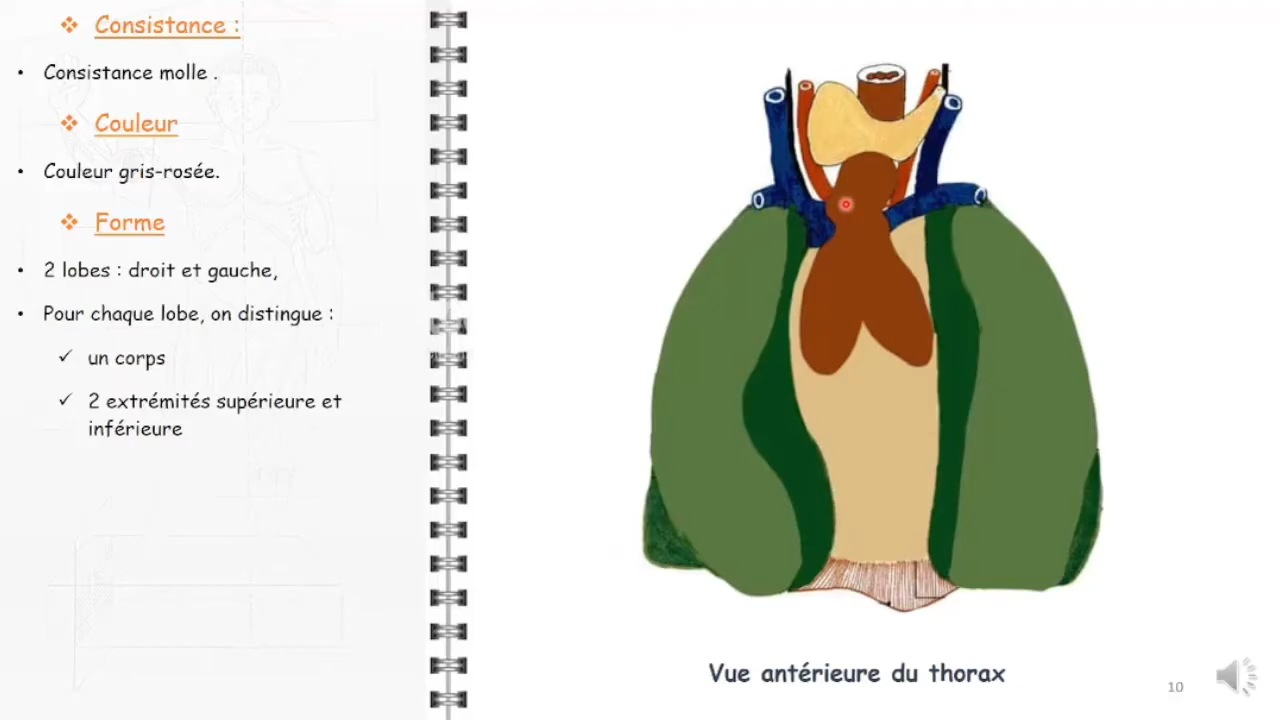 ❖ Consistance :
• Consistance molle .
❖ Couleur
• Couleur gris-rosée.
❖ Forme
• 2 lobes : droit et gauche,
• Pour chaque lobe, on distingue :
✓ un corps
✓ 2 extrémités supérieure et
inférieure
Vue antérieure du thorax
10